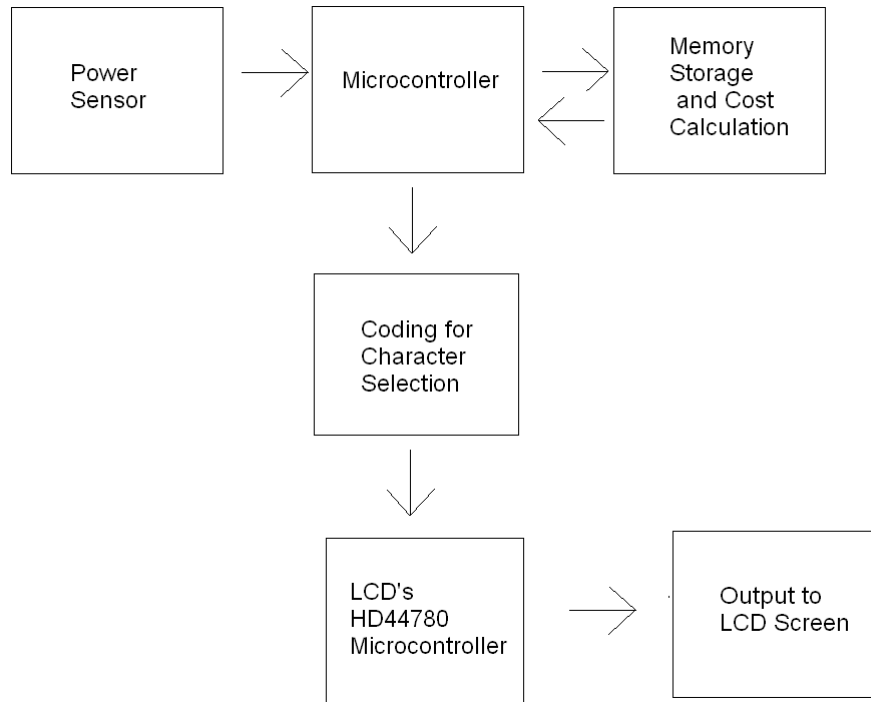 Power
Sensor
Microcontroller
Memory
Storage
and Cost
Calculation
Coding for
Character
Selection
LCD's
HD44780
Microcontroller
Output to
LCD Screen